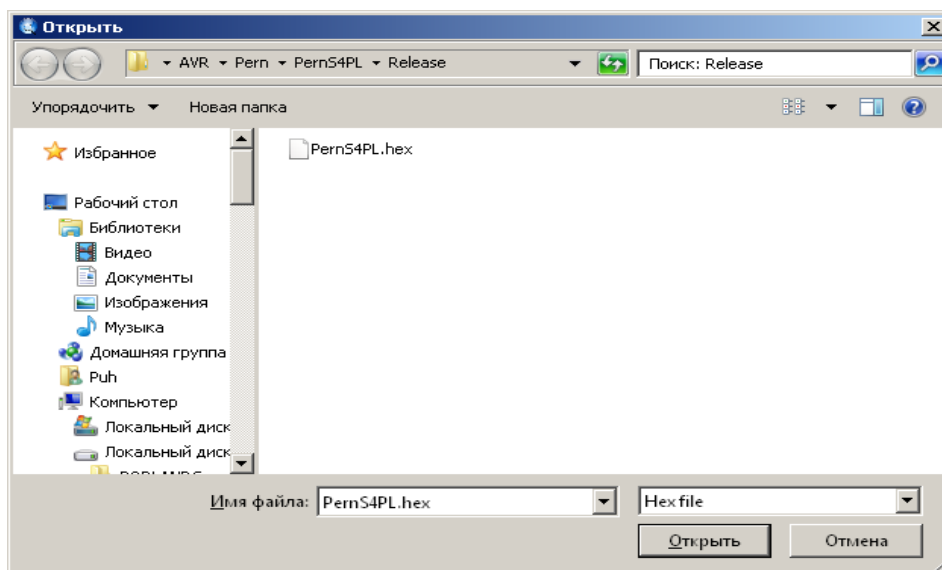 Открыть
AVR Pern PernS4PL Release Поиск: Release
Упорядочить Новая папка
Избранное
PernS4PL.hex
Рабочий стол
Библиотеки
Видео
Документы
Изображения
Музыка
Домашняя группа
Puh
Компьютер
Локальный диск
Локальный диск
Имя файла: PernS4PL.hex Hex file
Открыть Отмена